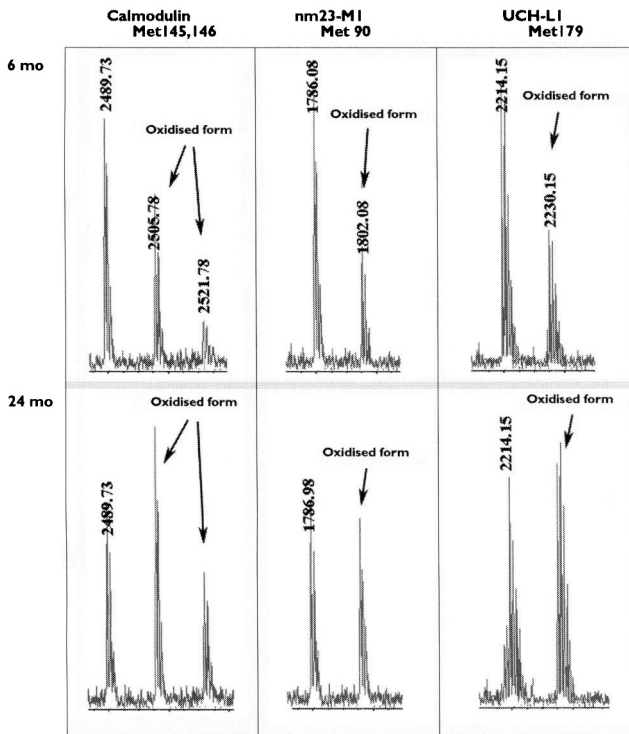 Calmodulin nm23-M1 UCH-L1
Met145,146 Met 90 Met179
6 mo
2489.73
Oxidised form
2505.78
2521.78
1786.08
Oxidised form
1802.08
2214.15
Oxidised form
2230.15
24 mo
2489.73
Oxidised form
1786.98
Oxidised form
2214.15
Oxidised form